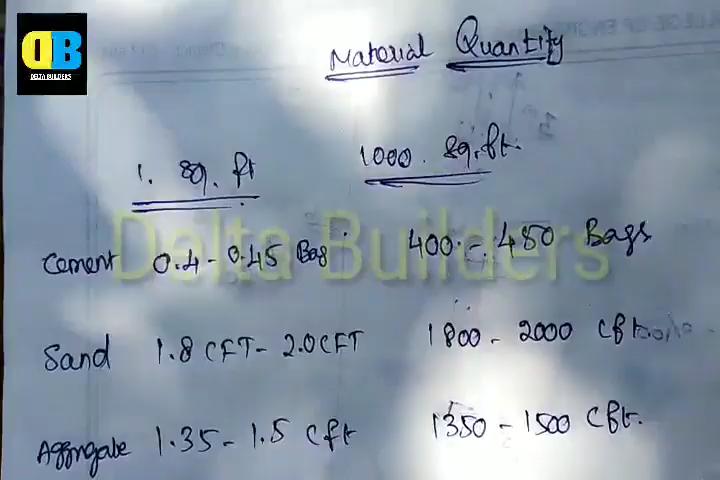 DB
DELTA BUILDERS
Material Quantity
1. sq. ft 1000. sq.ft.
Delta Builders
Cement 0.4 - 0.45 Bag 400 - 450 Bags
Sand 1.8 CFT - 2.0 CFT 1800 - 2000 Cft
Aggregate 1.35 - 1.5 Cft 1350 - 1500 Cft.